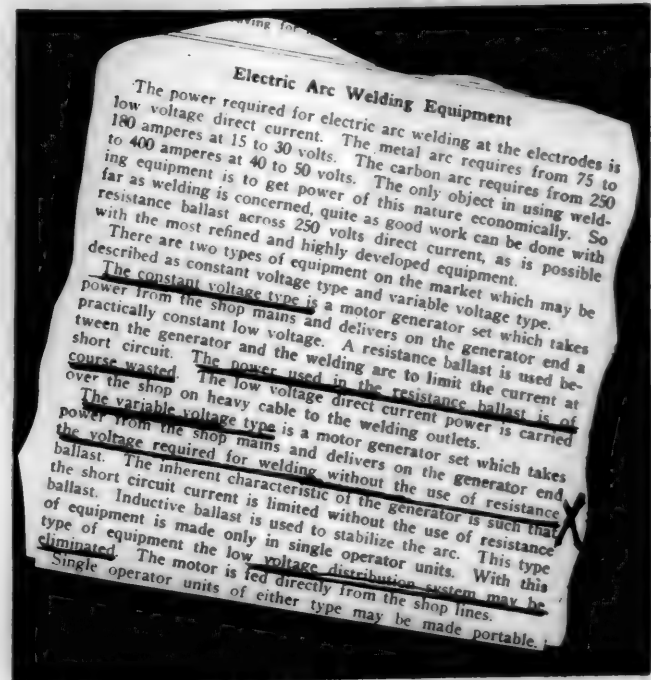 aving for
Electric Arc Welding Equipment
The power required for electric arc welding at the electrodes is
low voltage direct current. The metal arc requires from 75 to
180 amperes at 15 to 30 volts. The carbon arc requires from 250
to 400 amperes at 40 to 50 volts. The only object in using weld-
ing equipment is to get power of this nature economically. So
far as welding is concerned, quite as good work can be done with
resistance ballast across 250 volts direct current, as is possible
with the most refined and highly developed equipment.
There are two types of equipment on the market which may be
described as constant voltage type and variable voltage type.
The constant voltage type is a motor generator set which takes
power from the shop mains and delivers on the generator end a
practically constant low voltage. A resistance ballast is used be-
tween the generator and the welding arc to limit the current at
short circuit. The power used in the resistance ballast is of
course wasted. The low voltage direct current power is carried
over the shop on heavy cable to the welding outlets.
The variable voltage type is a motor generator set which takes
power from the shop mains and delivers on the generator end
the voltage required for welding without the use of resistance
ballast. The inherent characteristic of the generator is such that
the short circuit current is limited without the use of resistance
ballast. Inductive ballast is used to stabilize the arc. This type
of equipment is made only in single operator units. With this
type of equipment the low voltage distribution system may be
eliminated. The motor is fed directly from the shop lines.
Single operator units of either type may be made portable.